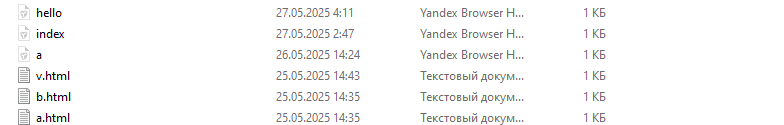 hello 27.05.2025 4:11 Yandex Browser H... 1 КБ
index 27.05.2025 2:47 Yandex Browser H... 1 КБ
a 26.05.2025 14:24 Yandex Browser H... 1 КБ
v.html 25.05.2025 14:43 Текстовый докум... 1 КБ
b.html 25.05.2025 14:35 Текстовый докум... 1 КБ
a.html 25.05.2025 14:35 Текстовый докум... 1 КБ